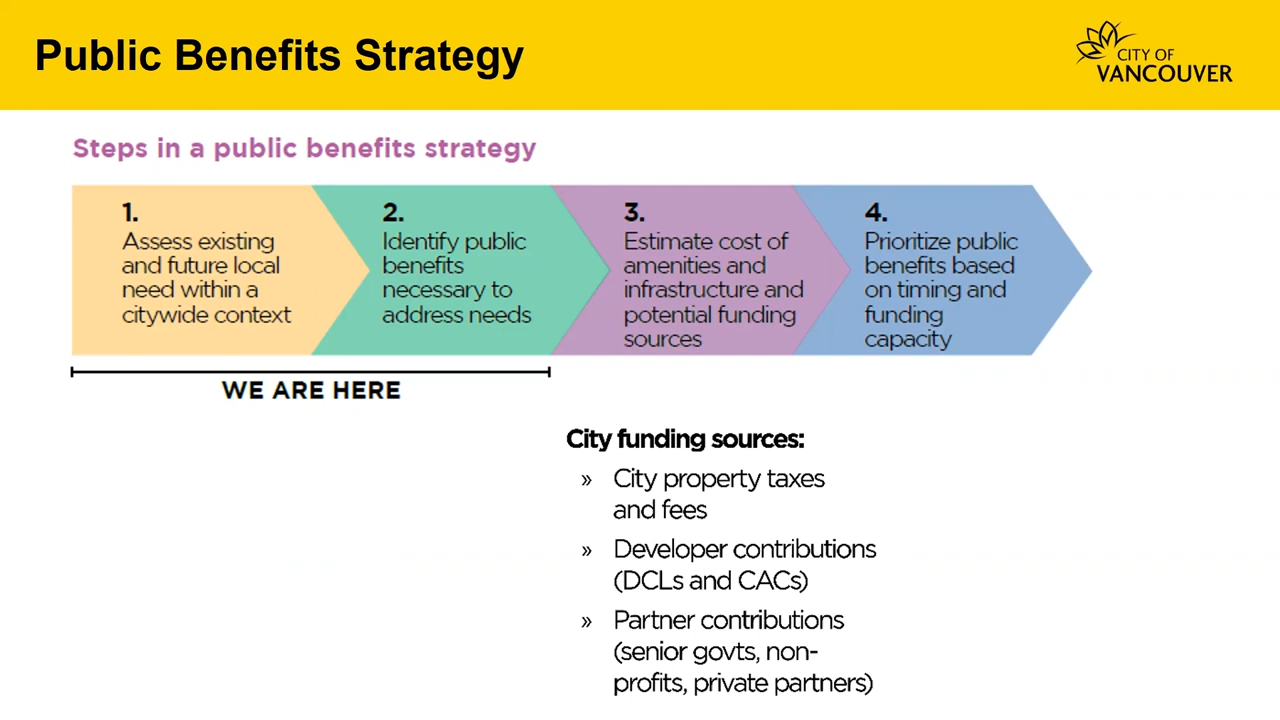 Public Benefits Strategy
CITY OF
VANCOUVER
Steps in a public benefits strategy
1.
Assess existing
and future local
need within a
citywide context
2.
Identify public
benefits
necessary to
address needs
3.
Estimate cost of
amenities and
infrastructure and
potential funding
sources
4.
Prioritize public
benefits based
on timing and
funding
capacity
WE ARE HERE
City funding sources:
» City property taxes
and fees
» Developer contributions
(DCLs and CACs)
» Partner contributions
(senior govts, non-
profits, private partners)